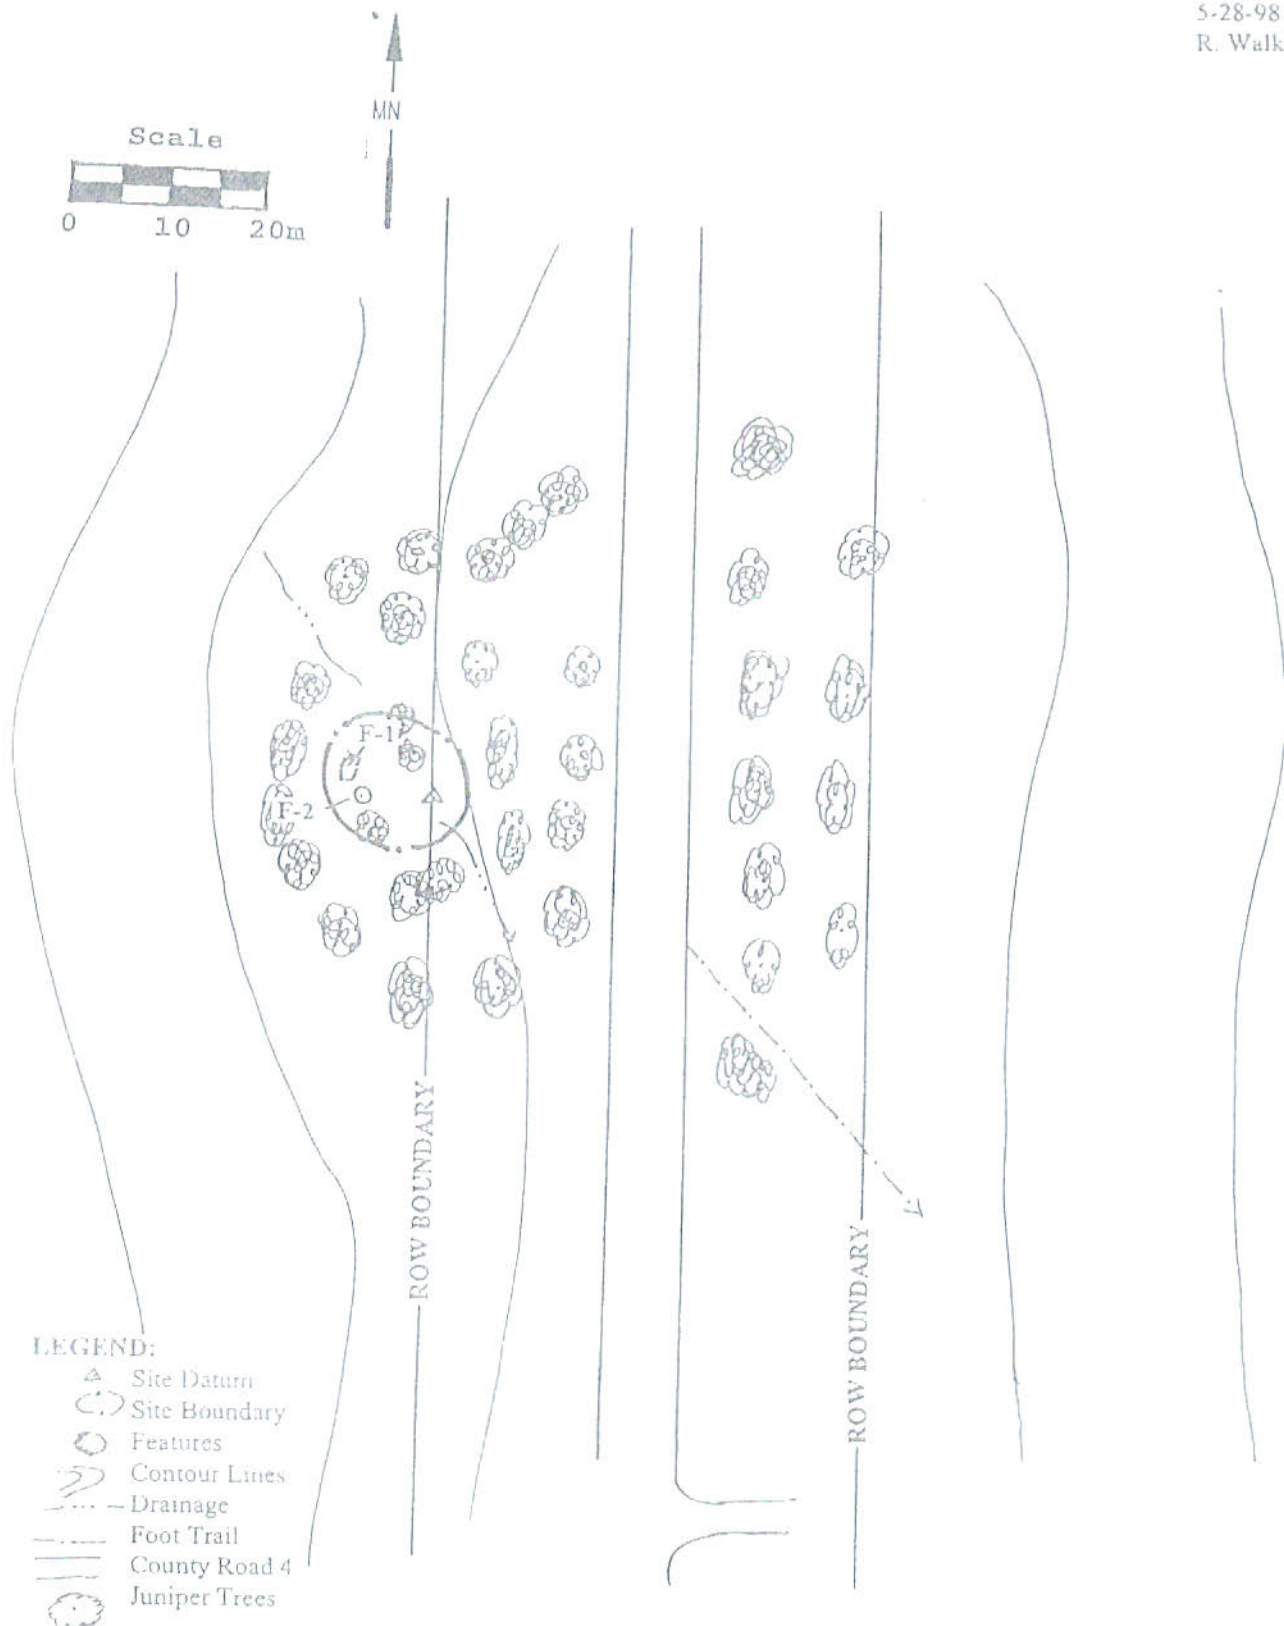 5-28-98
R. Walk
MN
Scale
0 10 20m
F-1
F-2
ROW BOUNDARY
ROW BOUNDARY
LEGEND:
Site Datum
Site Boundary
Features
Contour Lines
Drainage
Foot Trail
County Road 4
Juniper Trees